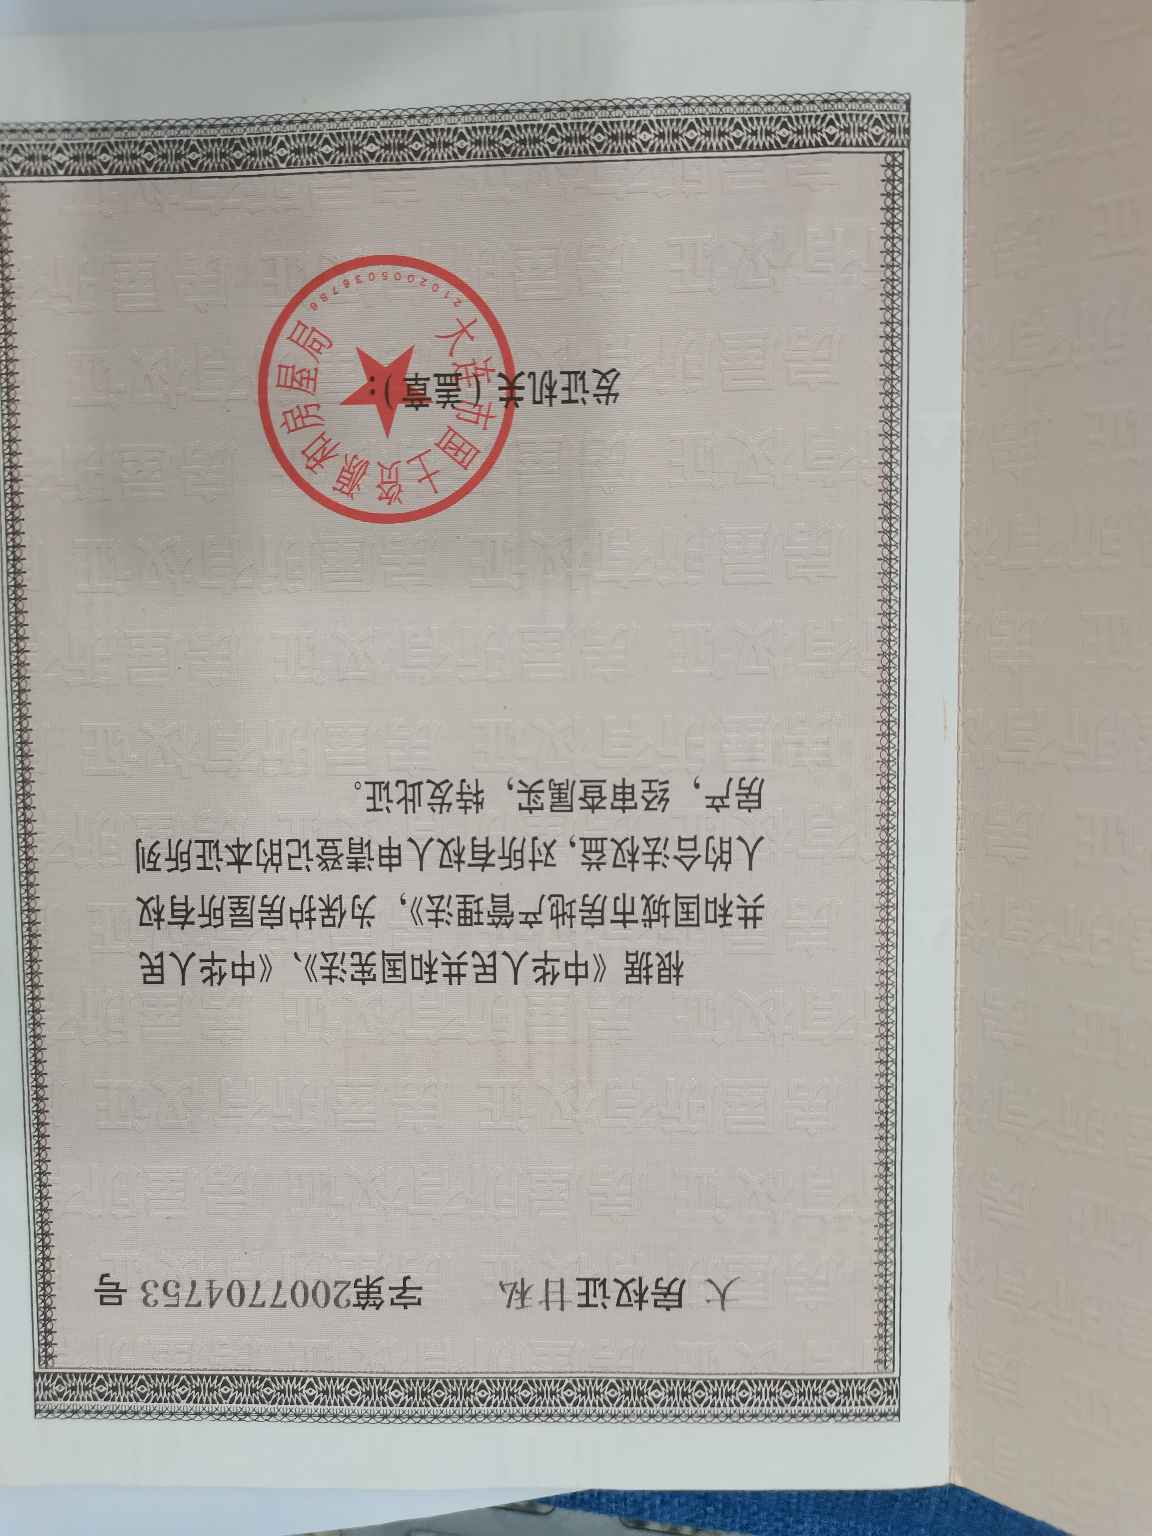 大 房权证甘私 字第2007704753号
根据《中华人民共和国宪法》、《中华人民
共和国城市房地产管理法》，为保护房屋所有权
人的合法权益，对所有权人申请登记的本证所列
房产，经审查属实，特发此证。
发证机关（盖章）：
大连市国土资源和房屋局